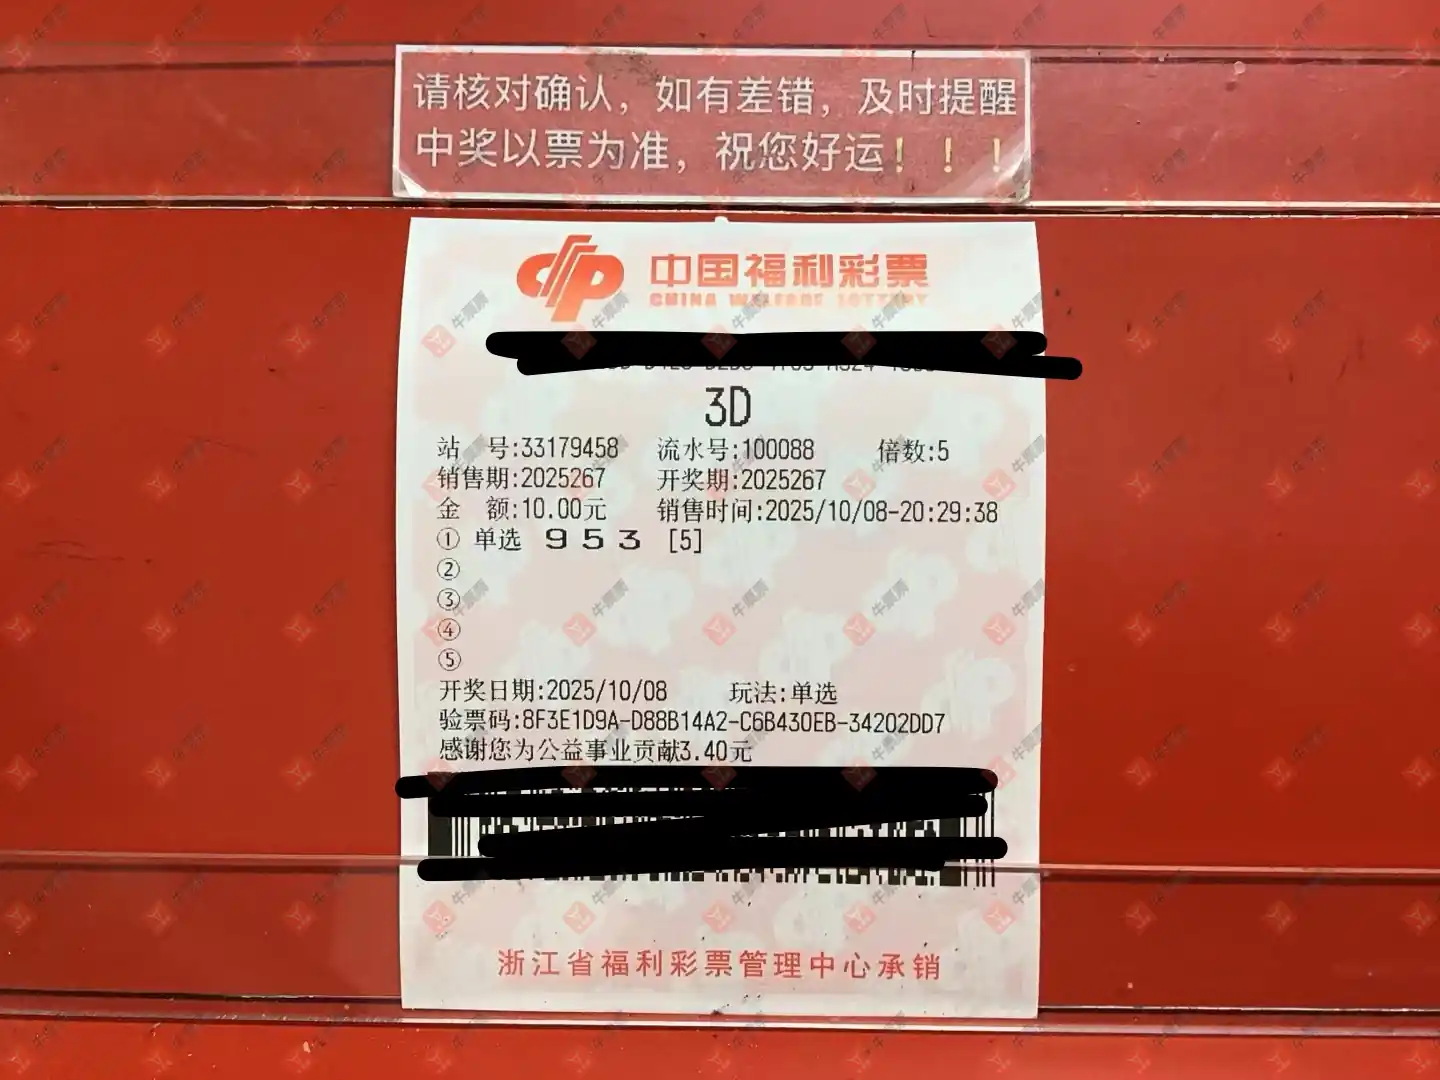 请核对确认，如有差错，及时提醒
中奖以票为准，祝您好运！！！
中国福利彩票
CHINA WELFARE LOTTERY
3D
站 号:33179458 流水号:100088 倍数:5
销售期:2025267 开奖期:2025267
金 额:10.00元 销售时间:2025/10/08-20:29:38
① 单选 9 5 3 [5]
②
③
④
⑤
开奖日期:2025/10/08 玩法:单选
验票码:8F3E1D9A-D88B14A2-C6B430EB-34202DD7
感谢您为公益事业贡献3.40元
浙江省福利彩票管理中心承销